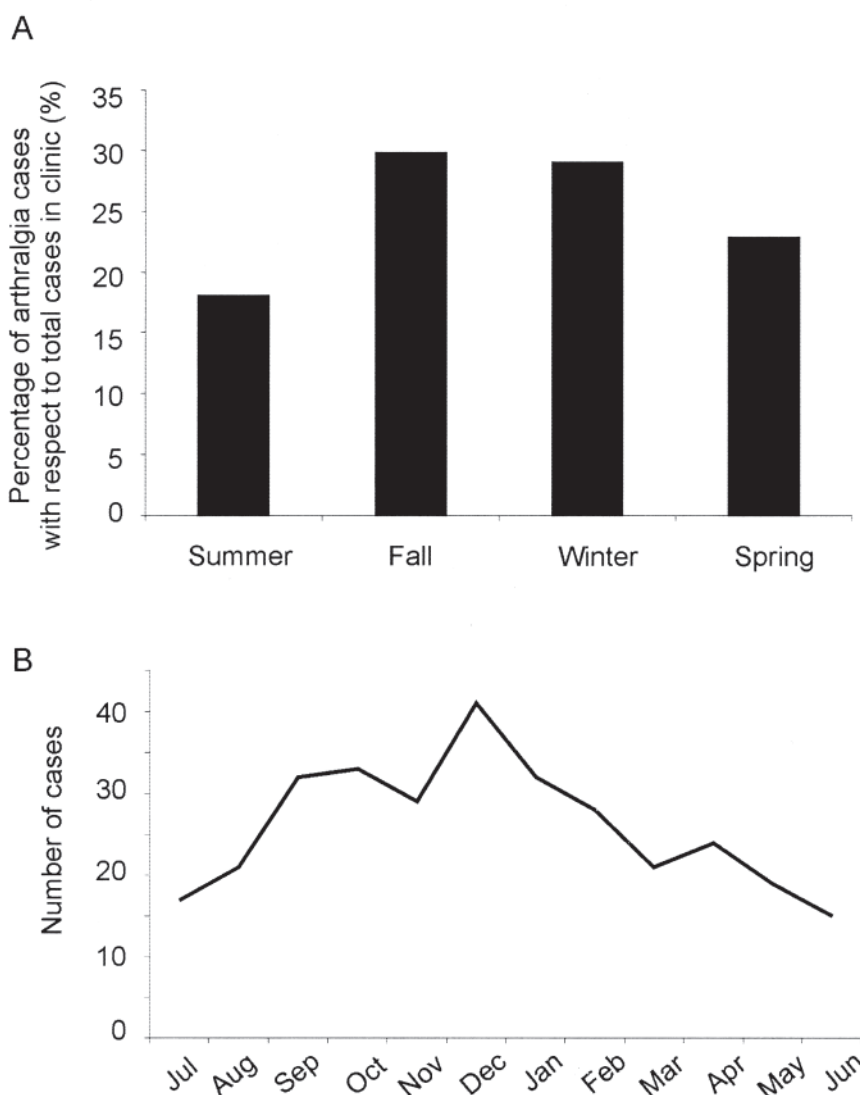 A
Percentage of arthralgia cases
with respect to total cases in clinic (%)
35
30
25
20
15
10
5
0
Summer Fall Winter Spring
B
Number of cases
40
30
20
10
0
Jul Aug Sep Oct Nov Dec Jan Feb Mar Apr May Jun